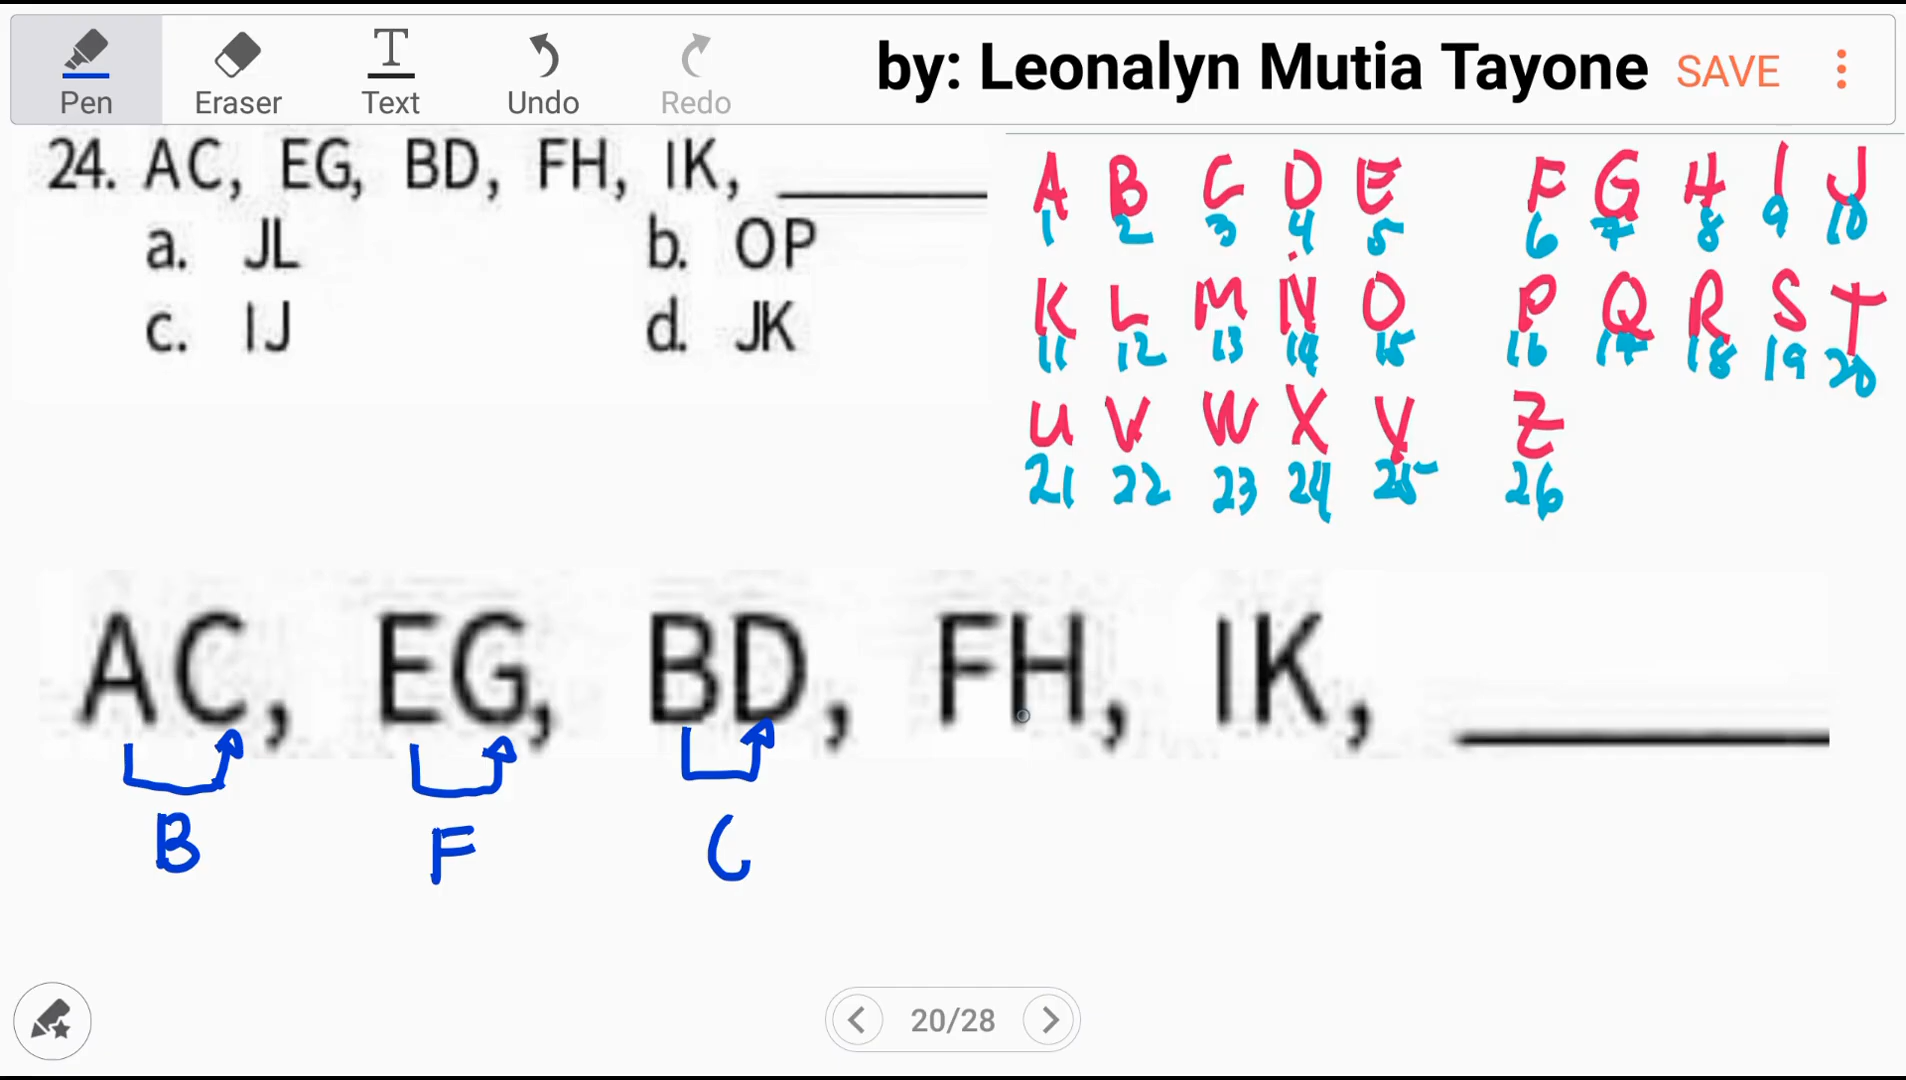 Pen Eraser Text Undo Redo by: Leonalyn Mutia Tayone SAVE
24. AC, EG, BD, FH, IK, ______
a. JL b. OP
c. IJ d. JK
A B C D E F G H I J
1 2 3 4 5 6 7 8 9 10
K L M N O P Q R S T
11 12 13 14 15 16 17 18 19 20
U V W X Y Z
21 22 23 24 25 26
AC, EG, BD, FH, IK, ______
B F C
20/28